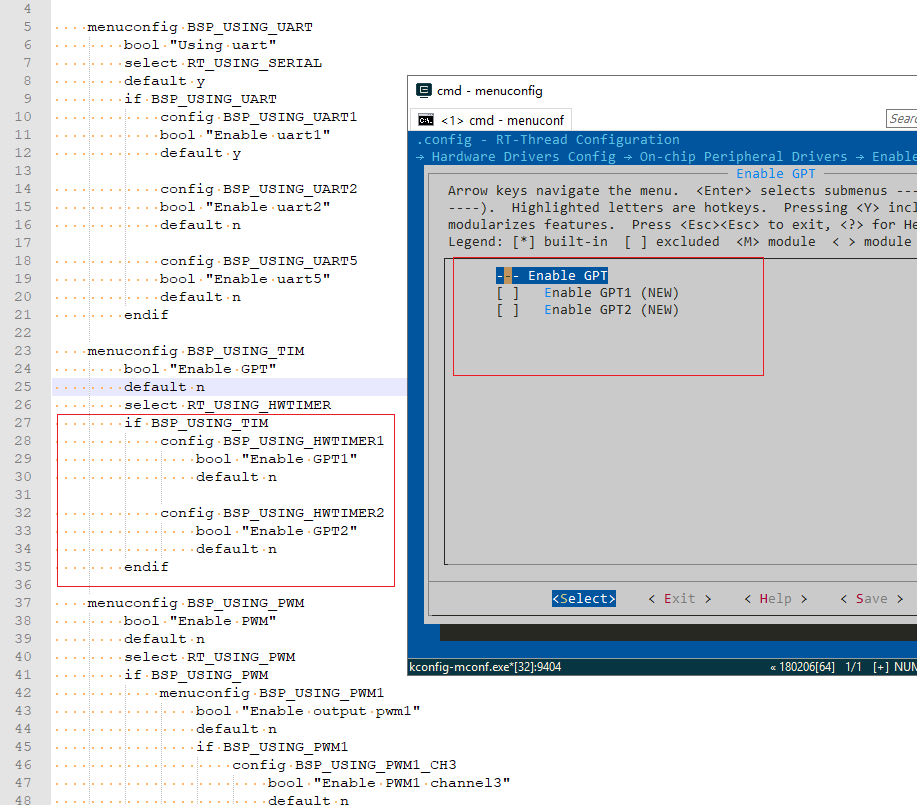 4
5 menuconfig BSP_USING_UART
6 bool "Using uart"
7 select RT_USING_SERIAL
8 default y
9 if BSP_USING_UART
10 config BSP_USING_UART1
11 bool "Enable uart1"
12 default y
13
14 config BSP_USING_UART2
15 bool "Enable uart2"
16 default n
17
18 config BSP_USING_UART5
19 bool "Enable uart5"
20 default n
21 endif
22
23 menuconfig BSP_USING_TIM
24 bool "Enable GPT"
25 default n
26 select RT_USING_HWTIMER
27 if BSP_USING_TIM
28 config BSP_USING_HWTIMER1
29 bool "Enable GPT1"
30 default n
31
32 config BSP_USING_HWTIMER2
33 bool "Enable GPT2"
34 default n
35 endif
36
37 menuconfig BSP_USING_PWM
38 bool "Enable PWM"
39 default n
40 select RT_USING_PWM
41 if BSP_USING_PWM
42 menuconfig BSP_USING_PWM1
43 bool "Enable output pwm1"
44 default n
45 if BSP_USING_PWM1
46 config BSP_USING_PWM1_CH3
47 bool "Enable PWM1 channel3"
48 default n
cmd - menuconfig
<1> cmd - menuconf
Searc
.config - RT-Thread Configuration
→ Hardware Drivers Config → On-chip Peripheral Drivers → Enable
Enable GPT
Arrow keys navigate the menu. <Enter> selects submenus ---
----). Highlighted letters are hotkeys. Pressing <Y> incl
modularizes features. Press <Esc><Esc> to exit, <?> for He
Legend: [*] built-in [ ] excluded <M> module < > module
--- Enable GPT
[ ] Enable GPT1 (NEW)
[ ] Enable GPT2 (NEW)
<Select> < Exit > < Help > < Save >
kconfig-mconf.exe*[32]:9404 « 180206[64] 1/1 [+] NUM